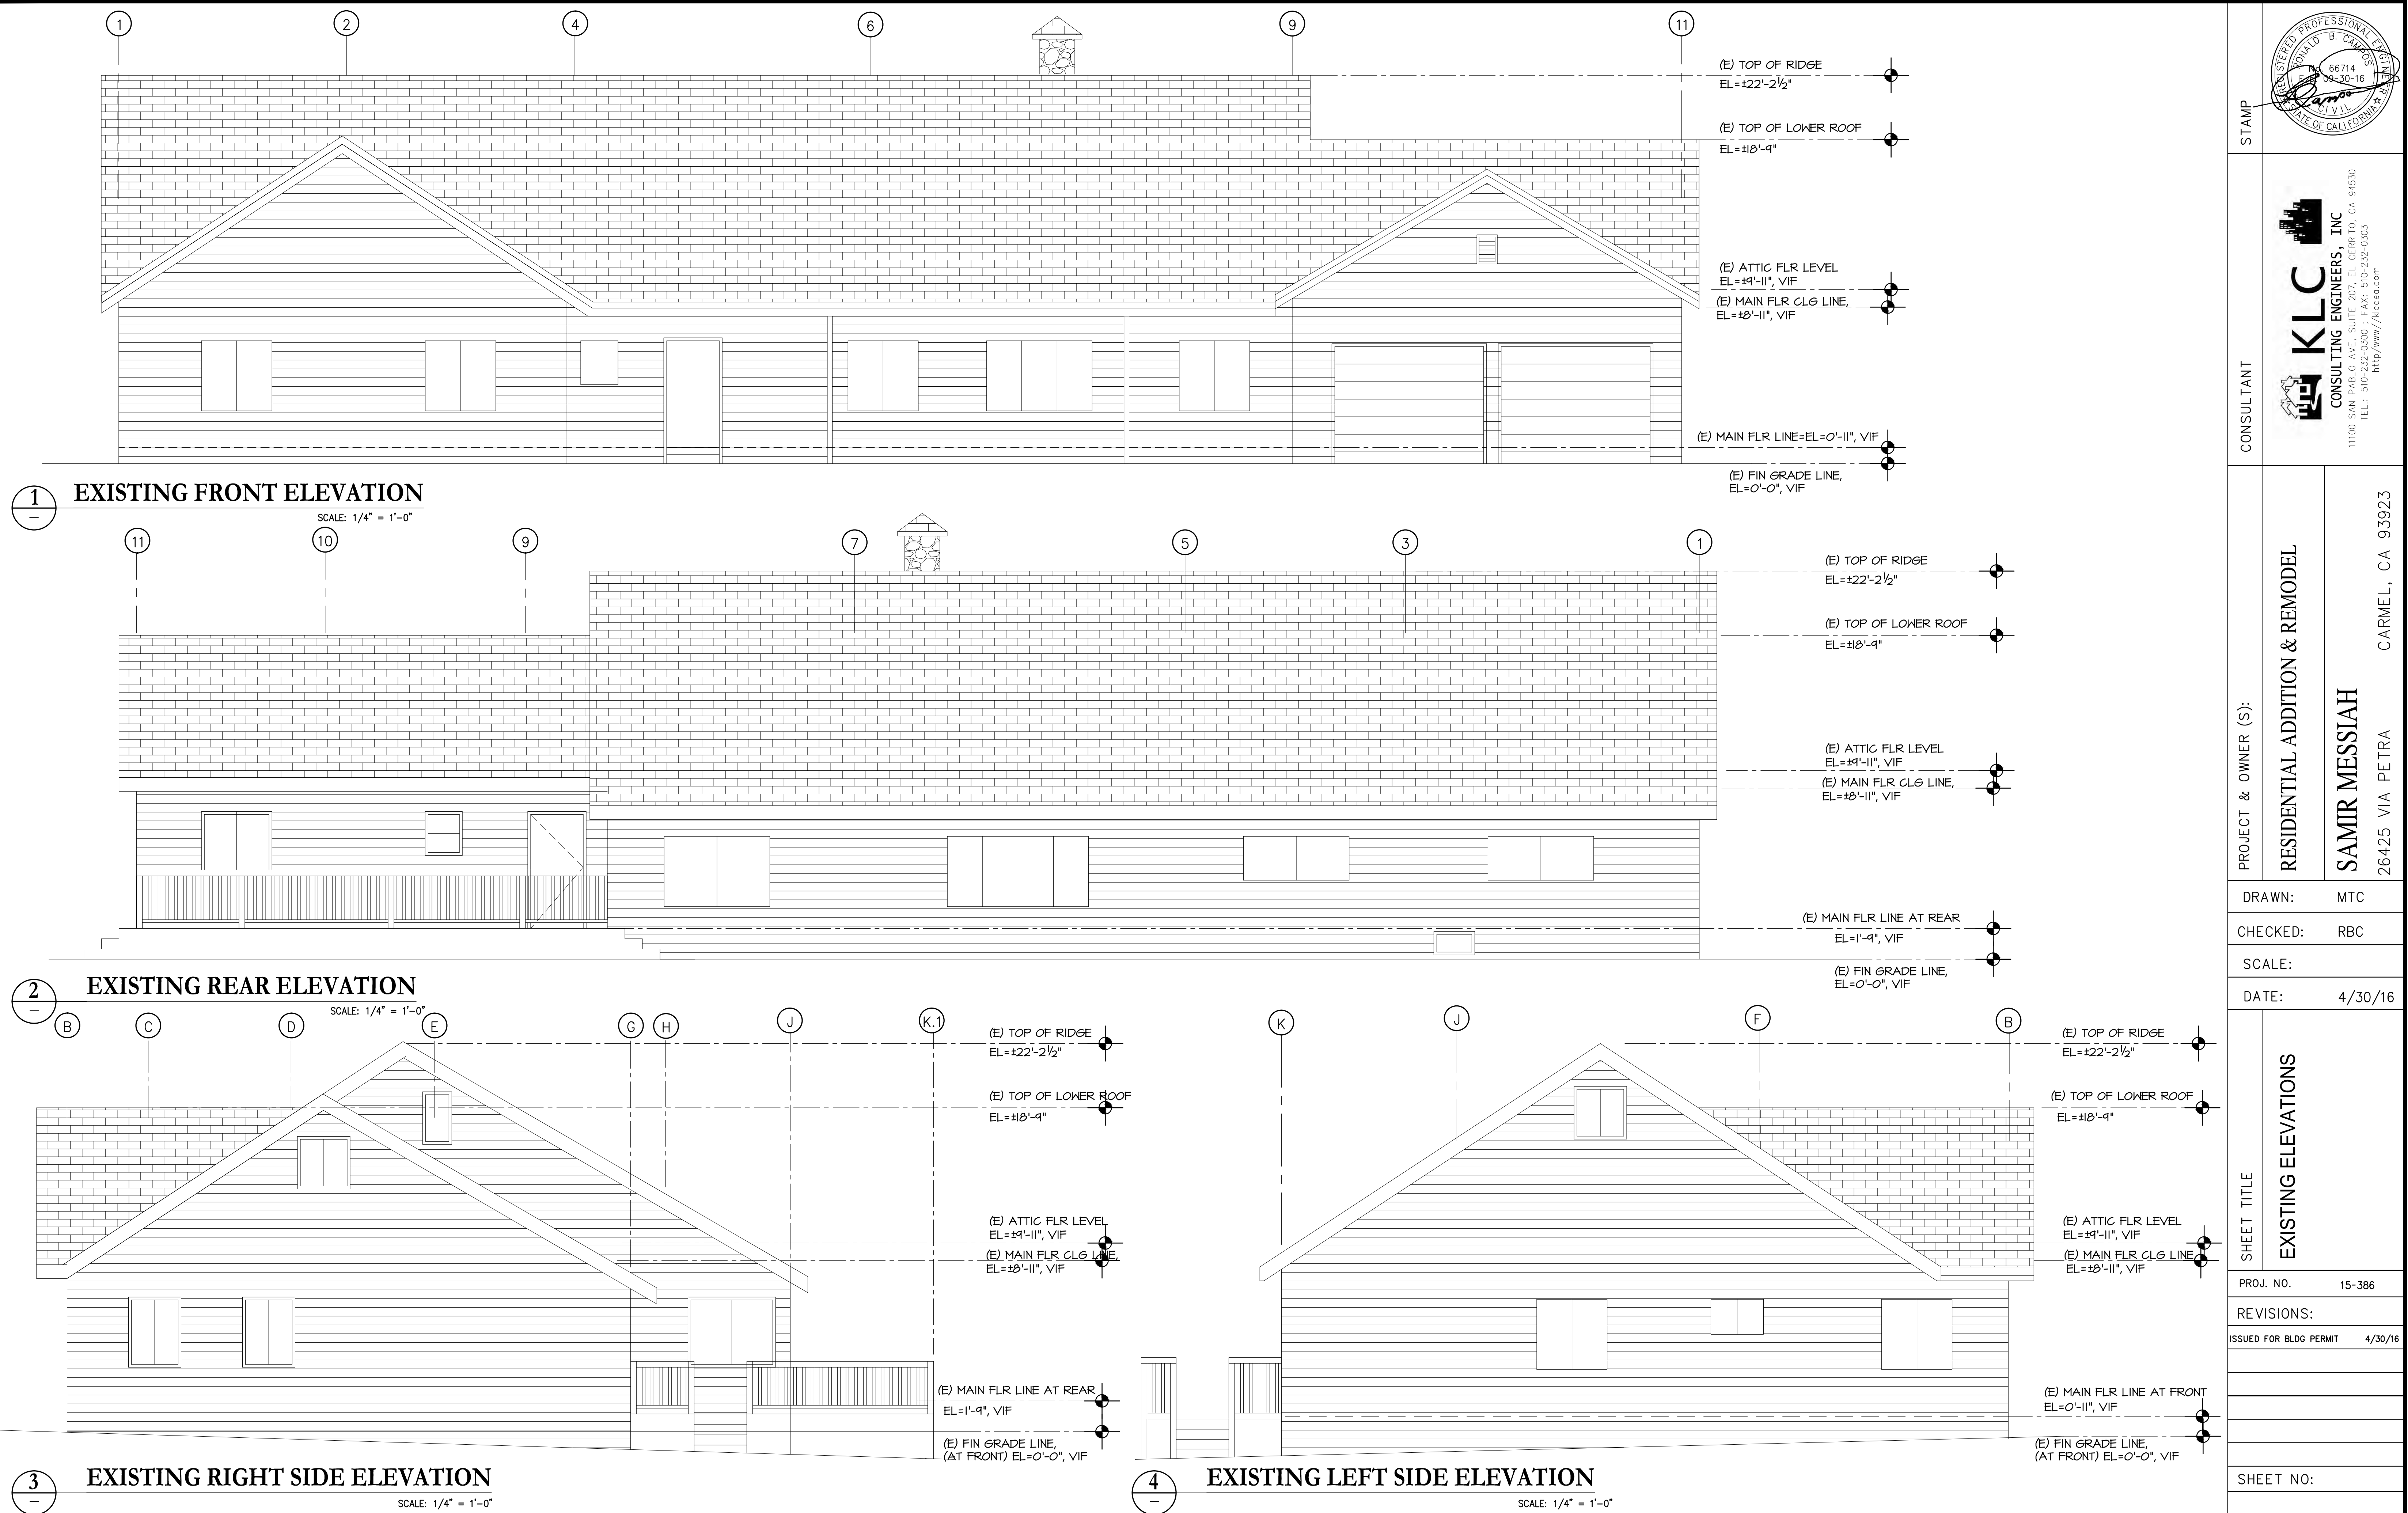 1
2
4
6
9
11
(E) TOP OF RIDGE
EL=±22'-2½"
(E) TOP OF LOWER ROOF
EL=±18'-9"
(E) ATTIC FLR LEVEL
EL=±9'-11", VIF
(E) MAIN FLR CLG LINE,
EL=±8'-11", VIF
(E) MAIN FLR LINE=EL=0'-11", VIF
(E) FIN GRADE LINE,
EL=0'-0", VIF
1
–
EXISTING FRONT ELEVATION
SCALE: 1/4" = 1'-0"
11
10
9
7
5
3
1
(E) TOP OF RIDGE
EL=±22'-2½"
(E) TOP OF LOWER ROOF
EL=±18'-9"
(E) ATTIC FLR LEVEL
EL=±9'-11", VIF
(E) MAIN FLR CLG LINE,
EL=±8'-11", VIF
(E) MAIN FLR LINE AT REAR
EL=1'-9", VIF
(E) FIN GRADE LINE,
EL=0'-0", VIF
2
–
EXISTING REAR ELEVATION
SCALE: 1/4" = 1'-0"
B
C
D
E
G
H
J
K.1
(E) TOP OF RIDGE
EL=±22'-2½"
(E) TOP OF LOWER ROOF
EL=±18'-9"
(E) ATTIC FLR LEVEL
EL=±9'-11", VIF
(E) MAIN FLR CLG LINE,
EL=±8'-11", VIF
(E) MAIN FLR LINE AT REAR
EL=1'-9", VIF
(E) FIN GRADE LINE,
(AT FRONT) EL=0'-0", VIF
3
–
EXISTING RIGHT SIDE ELEVATION
SCALE: 1/4" = 1'-0"
K
J
F
B
(E) TOP OF RIDGE
EL=±22'-2½"
(E) TOP OF LOWER ROOF
EL=±18'-9"
(E) ATTIC FLR LEVEL
EL=±9'-11", VIF
(E) MAIN FLR CLG LINE,
EL=±8'-11", VIF
(E) MAIN FLR LINE AT FRONT
EL=0'-11", VIF
(E) FIN GRADE LINE,
(AT FRONT) EL=0'-0", VIF
4
–
EXISTING LEFT SIDE ELEVATION
SCALE: 1/4" = 1'-0"
STAMP
REGISTERED PROFESSIONAL ENGINEER
RONALD B. CAMPOS
No. 66714
Exp. 09-30-16
CIVIL
STATE OF CALIFORNIA
CONSULTANT
KLC
CONSULTING ENGINEERS, INC
11100 SAN PABLO AVE, SUITE 207, EL CERRITO, CA 94530
TEL.: 510-232-0300 ; FAX: 510-232-0303
http/www//klccea.com
PROJECT & OWNER (S):
RESIDENTIAL ADDITION & REMODEL
SAMIR MESSIAH
26425 VIA PETRA CARMEL, CA 93923
DRAWN: MTC
CHECKED: RBC
SCALE:
DATE: 4/30/16
SHEET TITLE
EXISTING ELEVATIONS
PROJ. NO. 15-386
REVISIONS:
ISSUED FOR BLDG PERMIT 4/30/16
SHEET NO: